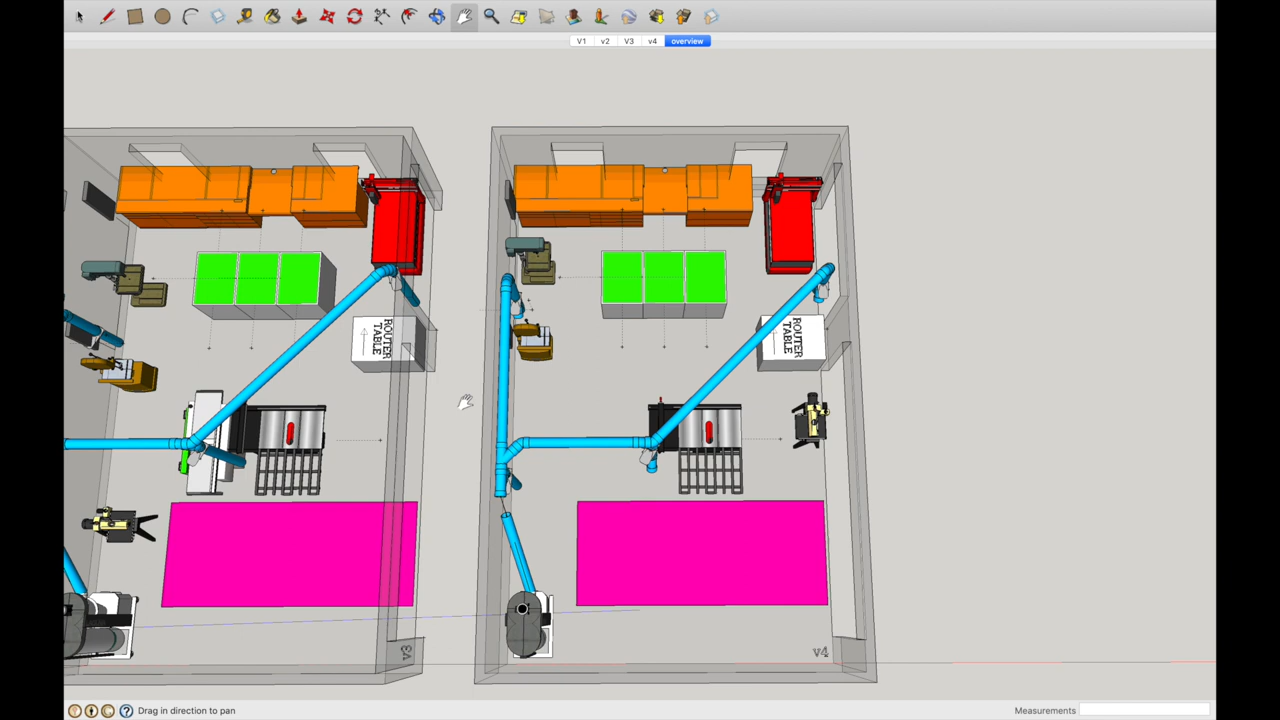 V1 v2 V3 v4 overview
ROUTER
TABLE
ROUTER
TABLE
v3
v4
Drag in direction to pan
Measurements